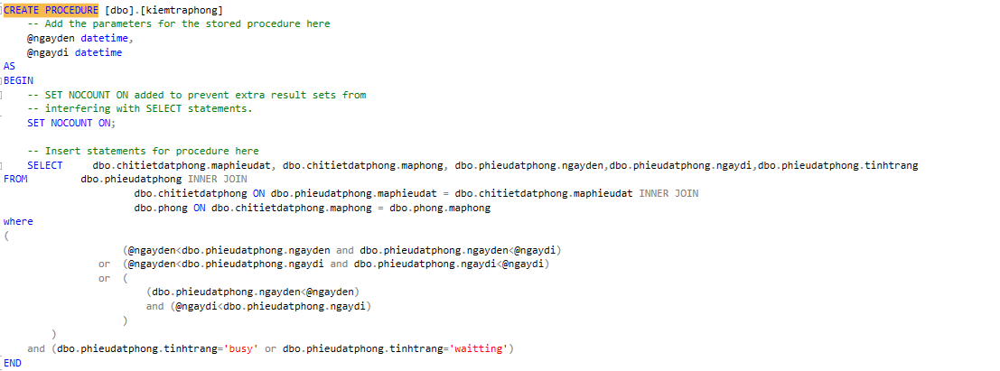 CREATE PROCEDURE [dbo].[kiemtraphong]
-- Add the parameters for the stored procedure here
@ngayden datetime,
@ngaydi datetime
AS
BEGIN
-- SET NOCOUNT ON added to prevent extra result sets from
-- interfering with SELECT statements.
SET NOCOUNT ON;
-- Insert statements for procedure here
SELECT dbo.chitietdatphong.maphieudat, dbo.chitietdatphong.maphong, dbo.phieudatphong.ngayden,dbo.phieudatphong.ngaydi,dbo.phieudatphong.tinhtrang
FROM dbo.phieudatphong INNER JOIN
dbo.chitietdatphong ON dbo.phieudatphong.maphieudat = dbo.chitietdatphong.maphieudat INNER JOIN
dbo.phong ON dbo.chitietdatphong.maphong = dbo.phong.maphong
where
(
(@ngayden<dbo.phieudatphong.ngayden and dbo.phieudatphong.ngayden<@ngaydi)
or (@ngayden<dbo.phieudatphong.ngaydi and dbo.phieudatphong.ngaydi<@ngaydi)
or (
(dbo.phieudatphong.ngayden<@ngayden)
and (@ngaydi<dbo.phieudatphong.ngaydi)
)
)
and (dbo.phieudatphong.tinhtrang='busy' or dbo.phieudatphong.tinhtrang='waitting')
END